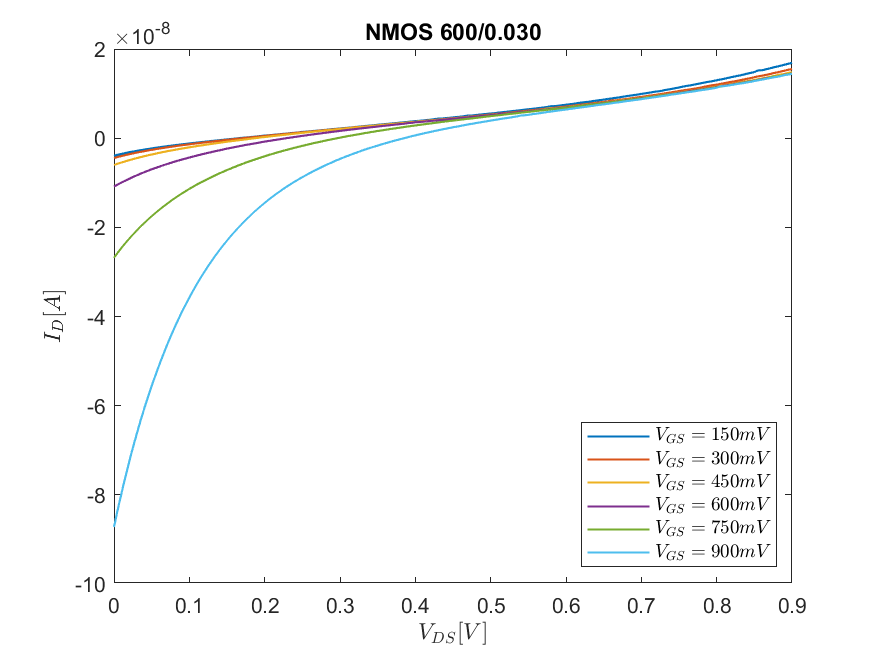 NMOS 600/0.030
×10-8
2
0
-2
-4
-6
-8
-10
I_D[A]
0 0.1 0.2 0.3 0.4 0.5 0.6 0.7 0.8 0.9
V_DS[V]
V_GS = 150mV
V_GS = 300mV
V_GS = 450mV
V_GS = 600mV
V_GS = 750mV
V_GS = 900mV